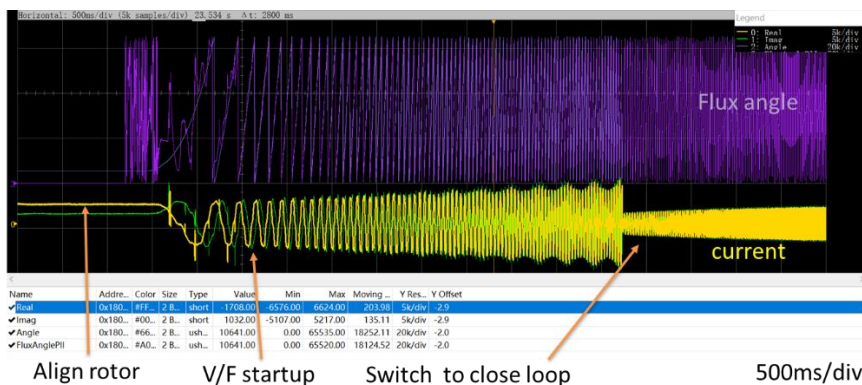 Horizontal: 500ms/div (5k samples/div) 23.534 s Δt: 2800 ms
Legend
0: Real 5k/div
1: Imag 5k/div
2: Angle 20k/div
Flux angle
current
Name Addre... Color Size Type Value Min Max Moving ... Y Res... Y Offset
Real 0x180... #FF... 2 B... short -1708.00 -6576.00 6624.00 203.98 5k/div -2.9
Imag 0x180... #00... 2 B... short 1032.00 -5107.00 5217.00 135.11 5k/div -2.9
Angle 0x180... #66... 2 B... ush... 10641.00 0.00 65535.00 18252.11 20k/div -2.0
FluxAnglePll 0x180... #A0... 2 B... ush... 10641.00 0.00 65520.00 18124.52 20k/div -2.0
Align rotor V/F startup Switch to close loop 500ms/div